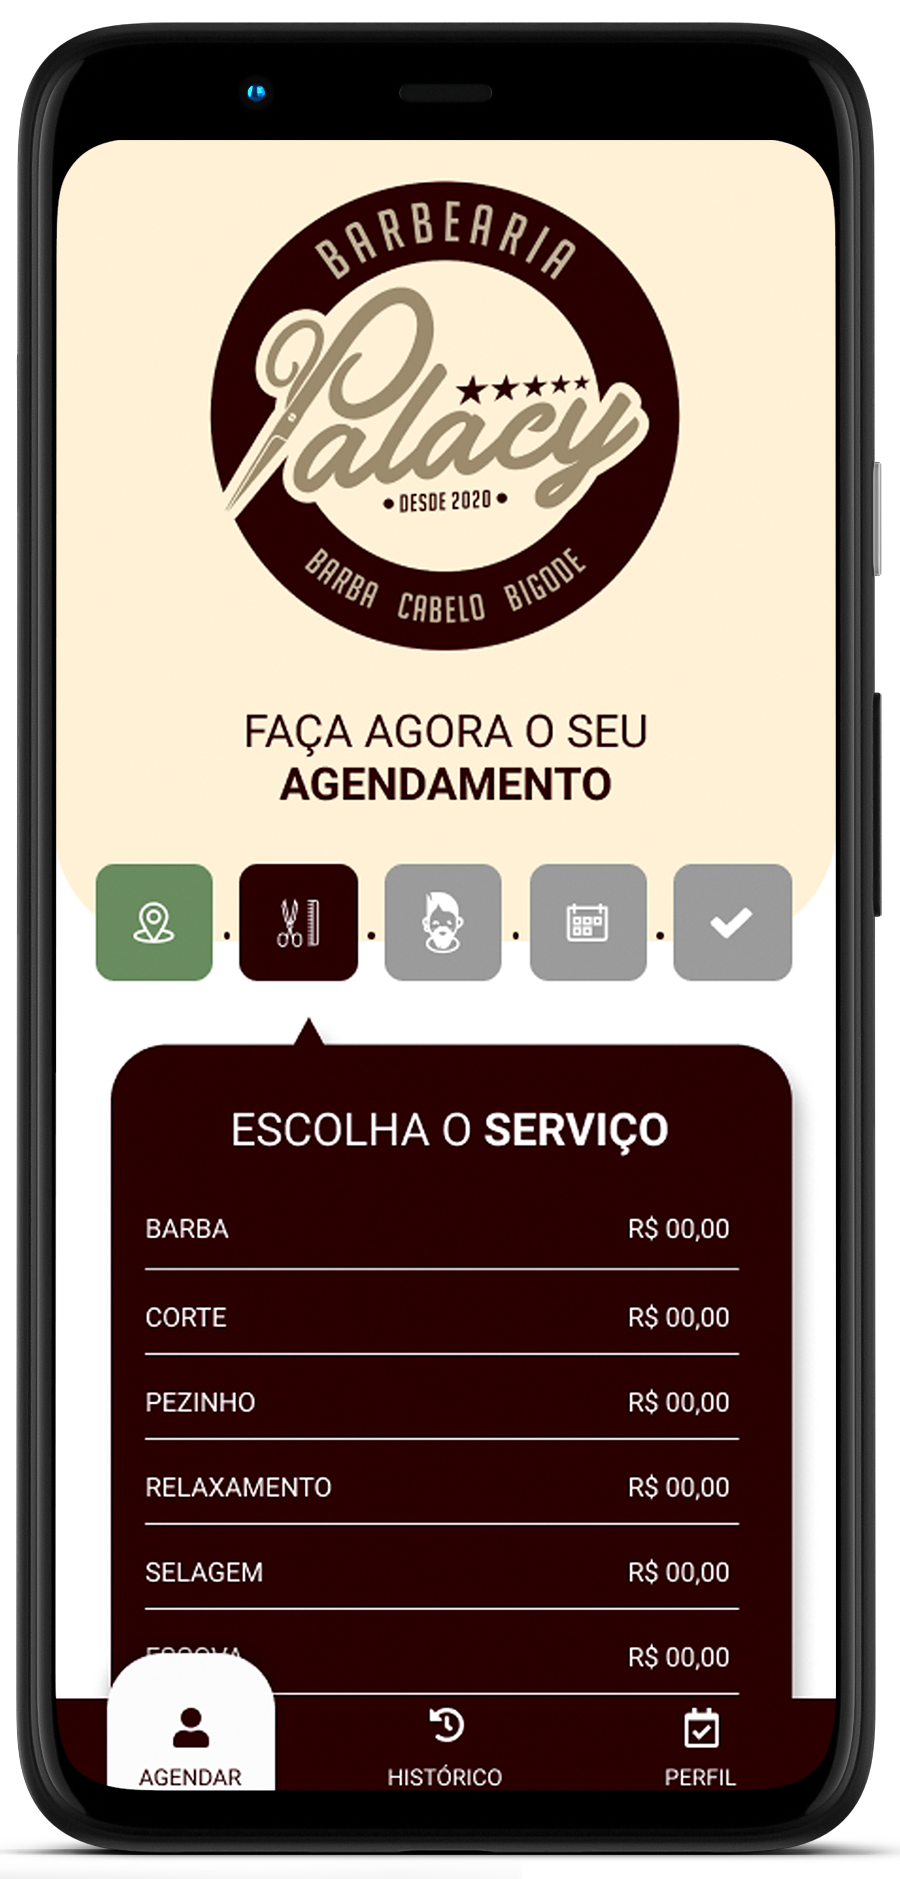 BARBEARIA
Palacy
• DESDE 2020 •
BARBA CABELO BIGODE
FAÇA AGORA O SEU
AGENDAMENTO
ESCOLHA O SERVIÇO
BARBA R$ 00,00
CORTE R$ 00,00
PEZINHO R$ 00,00
RELAXAMENTO R$ 00,00
SELAGEM R$ 00,00
ESCOVA R$ 00,00
AGENDAR HISTÓRICO PERFIL